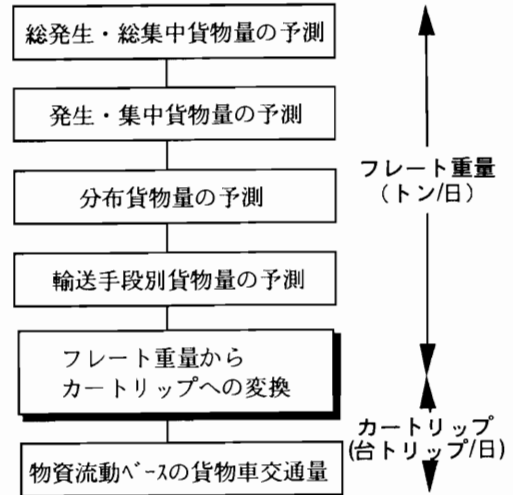 総発生・総集中貨物量の予測
発生・集中貨物量の予測
分布貨物量の予測
輸送手段別貨物量の予測
フレート重量から
カートリップへの変換
物資流動ﾍﾞｰｽの貨物車交通量
フレート重量
(トン/日)
カートリップ
(台トリップ/日)